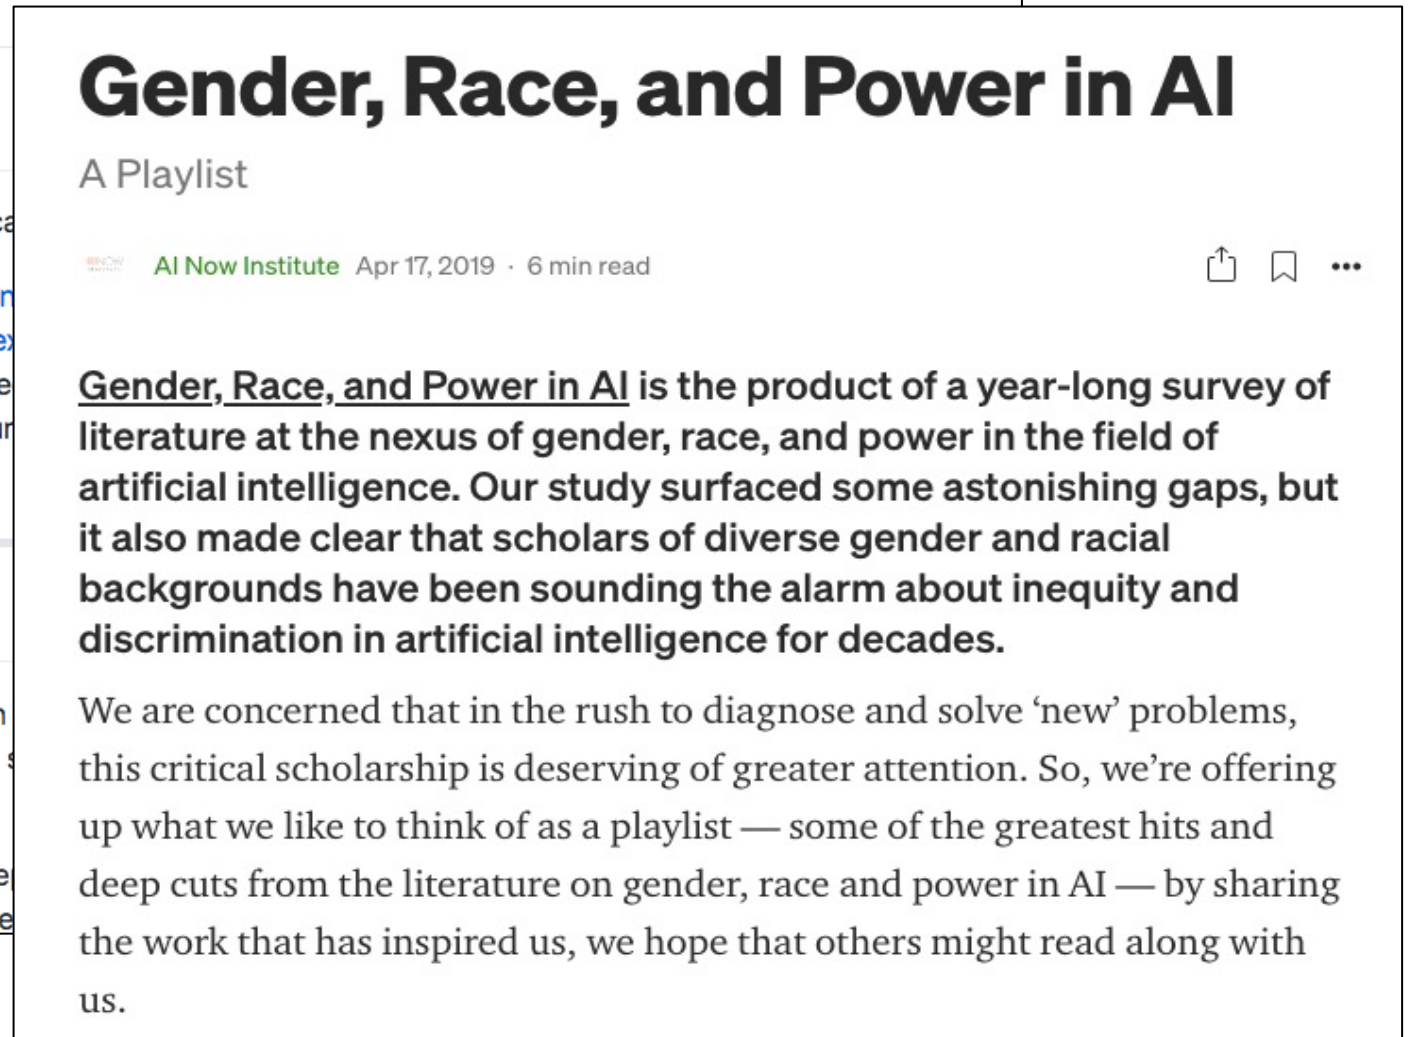 Gender, Race, and Power in AI
A Playlist
AI Now Institute Apr 17, 2019 · 6 min read
Gender, Race, and Power in AI is the product of a year-long survey of
literature at the nexus of gender, race, and power in the field of
artificial intelligence. Our study surfaced some astonishing gaps, but
it also made clear that scholars of diverse gender and racial
backgrounds have been sounding the alarm about inequity and
discrimination in artificial intelligence for decades.
We are concerned that in the rush to diagnose and solve ‘new’ problems,
this critical scholarship is deserving of greater attention. So, we’re offering
up what we like to think of as a playlist — some of the greatest hits and
deep cuts from the literature on gender, race and power in AI — by sharing
the work that has inspired us, we hope that others might read along with
us.